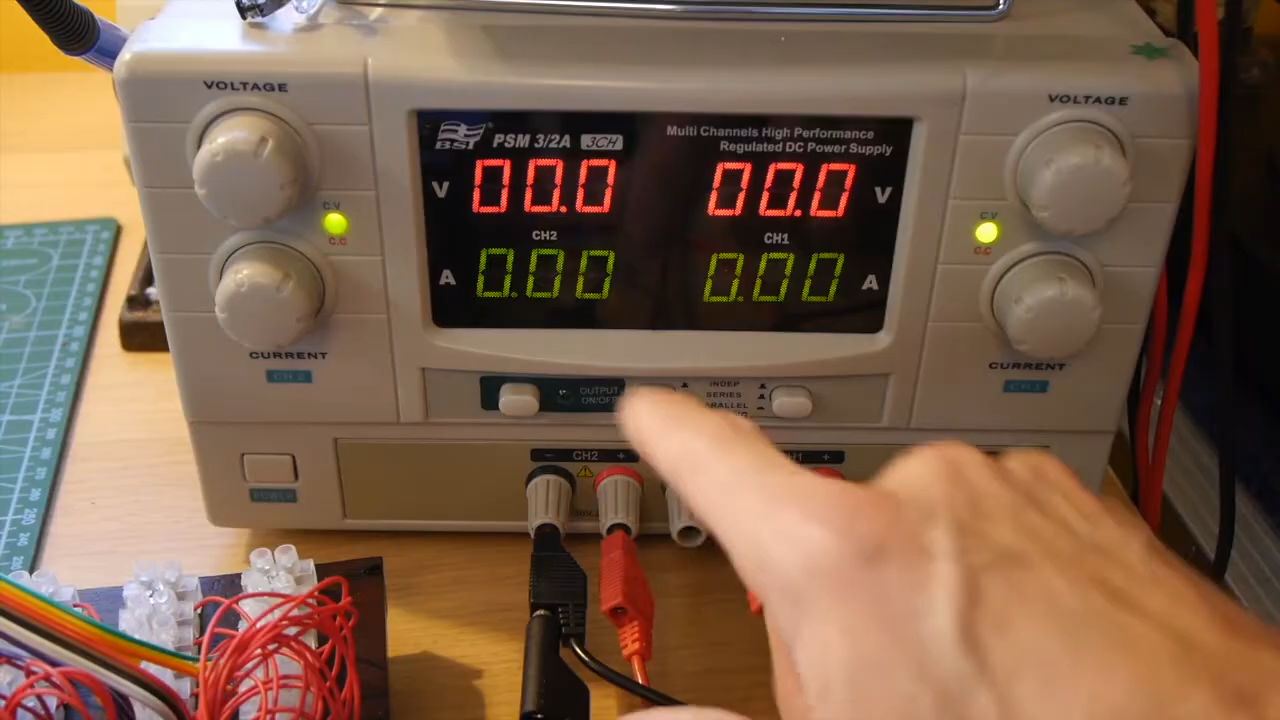 VOLTAGE
VOLTAGE
BST® PSM 3/2A 3CH
Multi Channels High Performance
Regulated DC Power Supply
V 00.0 00.0 V
C.V
C.C
C.V
C.C
CH2 CH1
A 0.00 0.00 A
CURRENT
CH2
CURRENT
OUTPUT
ON/OFF
INDEP
SERIES
− CH2 +
+
POWER
250